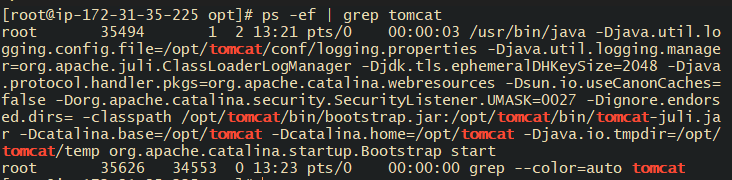 [root@ip-172-31-35-225 opt]# ps -ef | grep tomcat
root       35494       1  2 13:21 pts/0    00:00:03 /usr/bin/java -Djava.util.lo
gging.config.file=/opt/tomcat/conf/logging.properties -Djava.util.logging.manage
r=org.apache.juli.ClassLoaderLogManager -Djdk.tls.ephemeralDHKeySize=2048 -Djava
.protocol.handler.pkgs=org.apache.catalina.webresources -Dsun.io.useCanonCaches=
false -Dorg.apache.catalina.security.SecurityListener.UMASK=0027 -Dignore.endors
ed.dirs= -classpath /opt/tomcat/bin/bootstrap.jar:/opt/tomcat/bin/tomcat-juli.ja
r -Dcatalina.base=/opt/tomcat -Dcatalina.home=/opt/tomcat -Djava.io.tmpdir=/opt/
tomcat/temp org.apache.catalina.startup.Bootstrap start
root       35626   34553  0 13:23 pts/0    00:00:00 grep --color=auto tomcat